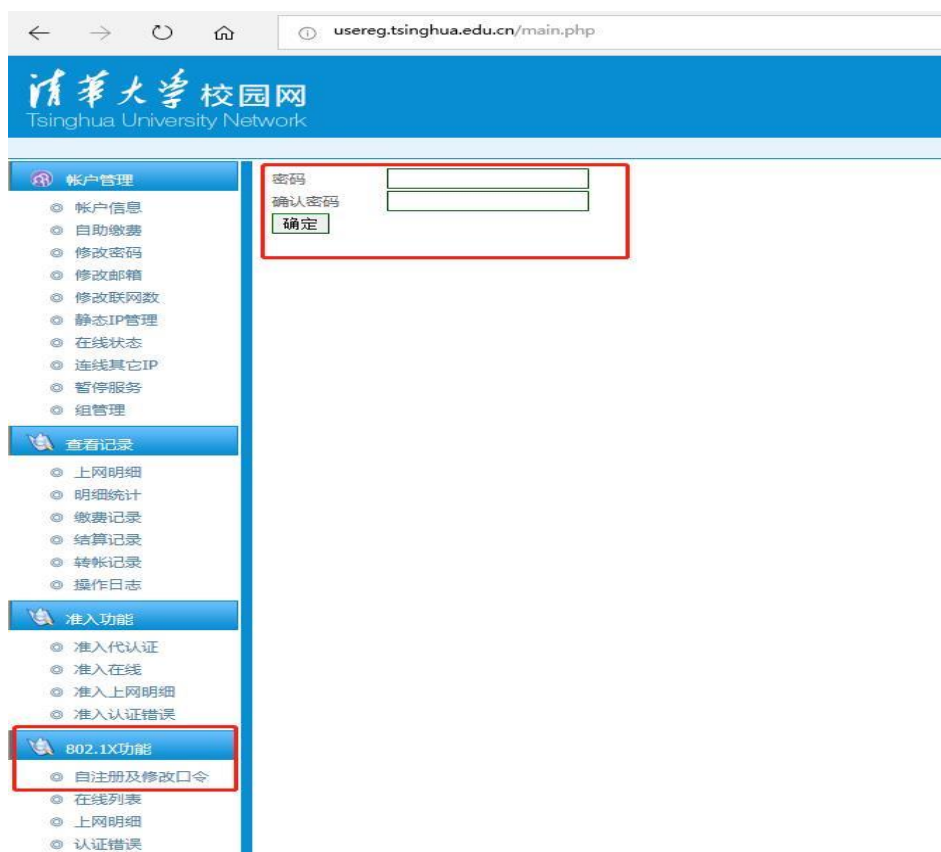 usereg.tsinghua.edu.cn/main.php
清华大学校园网
Tsinghua University Network
帐户管理
帐户信息
自助缴费
修改密码
修改邮箱
修改联网数
静态IP管理
在线状态
连线其它IP
暂停服务
组管理
查看记录
上网明细
明细统计
缴费记录
结算记录
转帐记录
操作日志
准入功能
准入代认证
准入在线
准入上网明细
准入认证错误
802.1X功能
自注册及修改口令
在线列表
上网明细
认证错误
密码
确认密码
确定